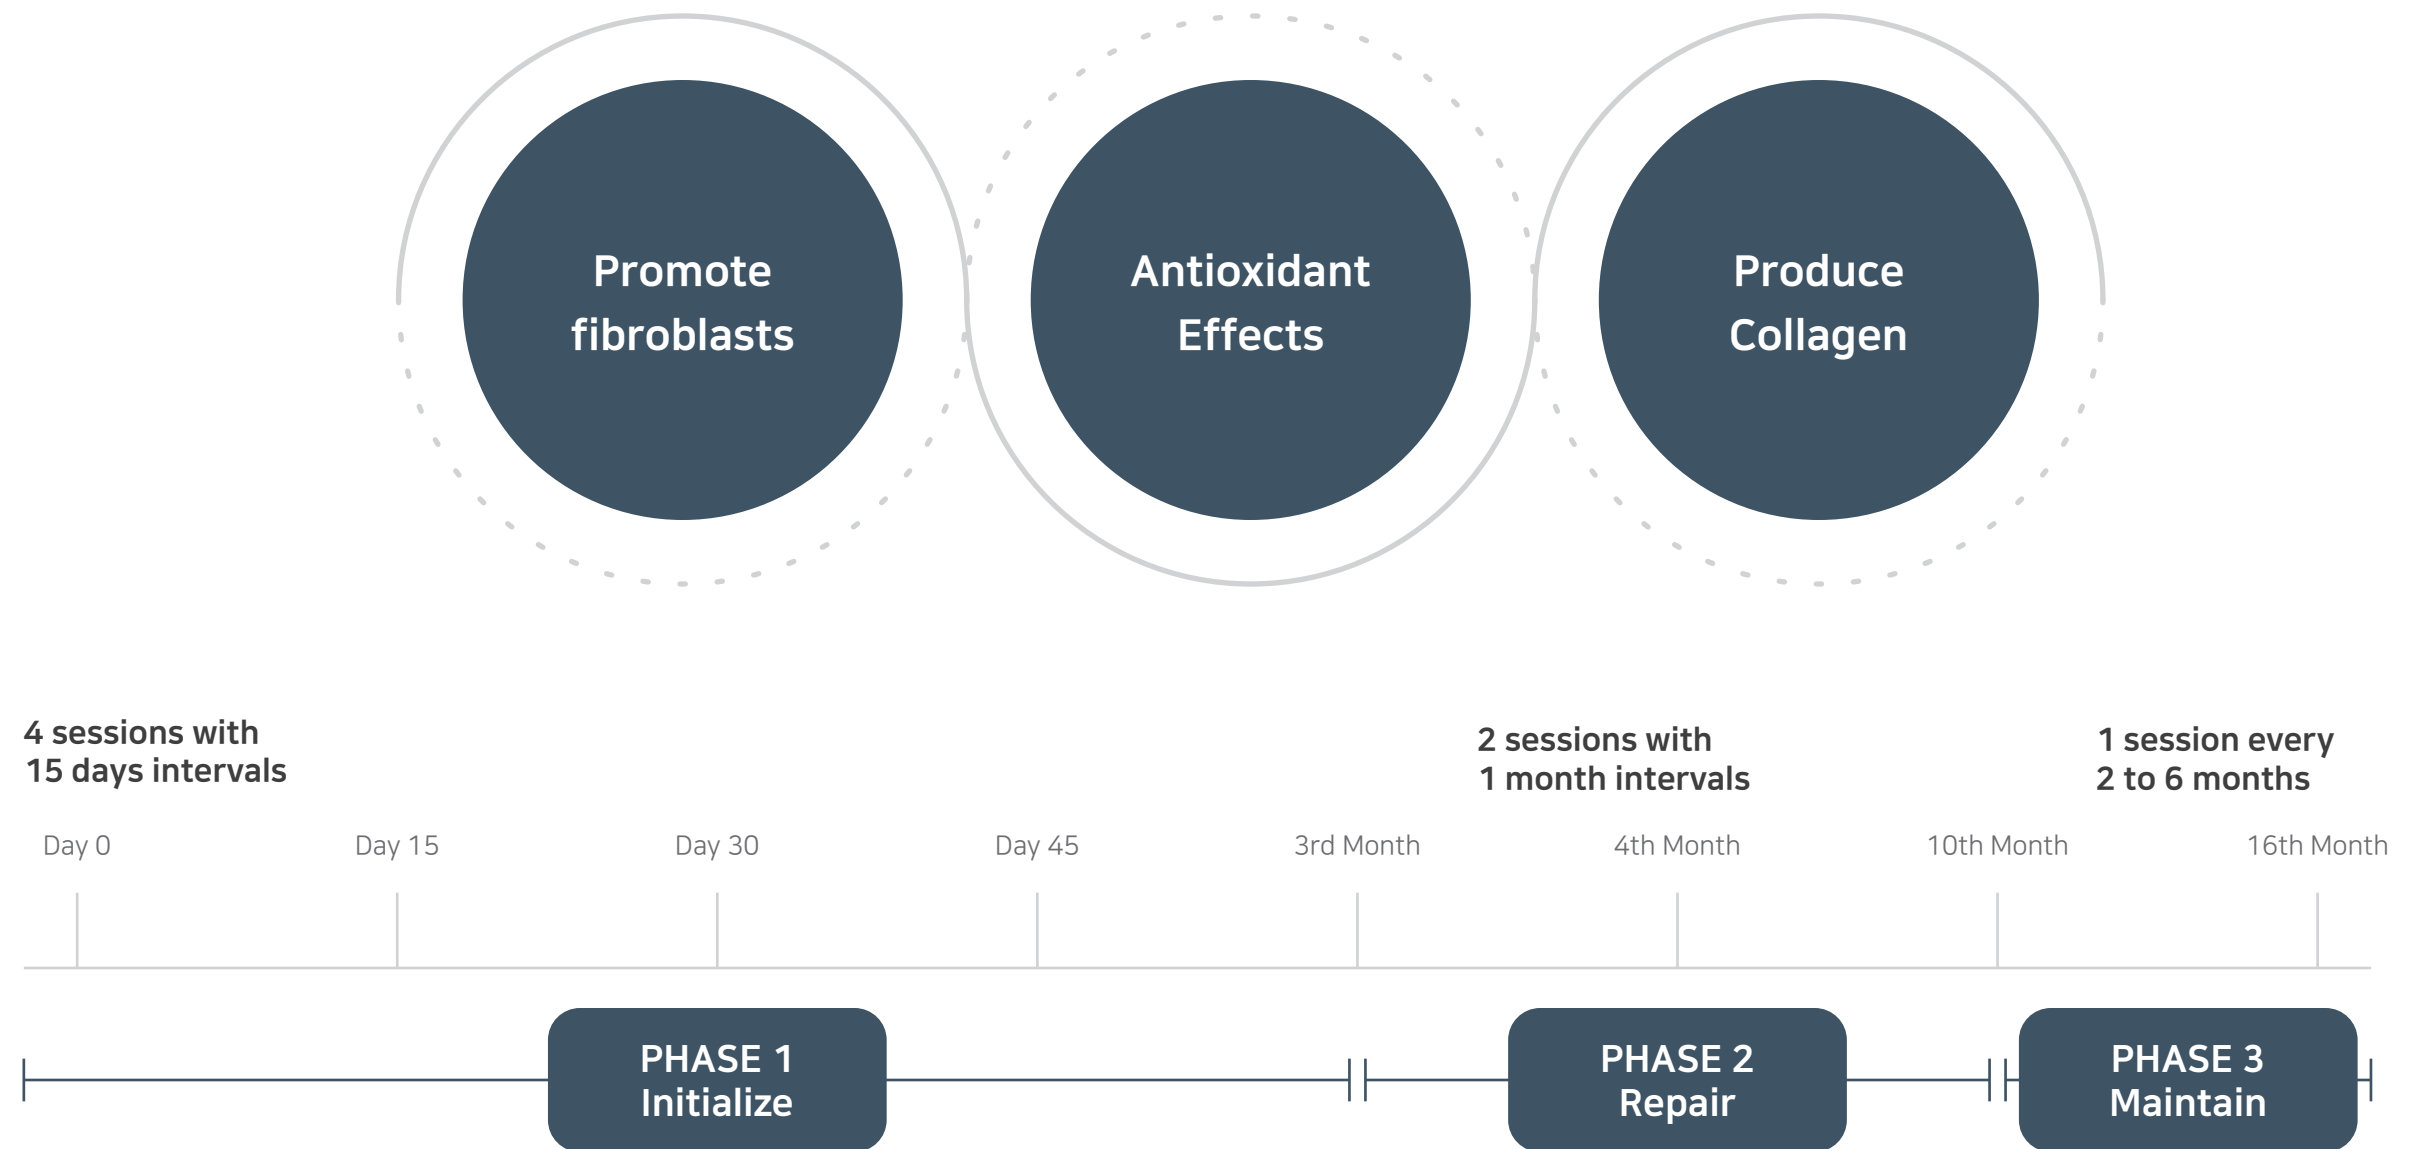 Promote
fibroblasts
Antioxidant
Effects
Produce
Collagen
4 sessions with
15 days intervals
2 sessions with
1 month intervals
1 session every
2 to 6 months
Day 0
Day 15
Day 30
Day 45
3rd Month
4th Month
10th Month
16th Month
PHASE 1
Initialize
PHASE 2
Repair
PHASE 3
Maintain